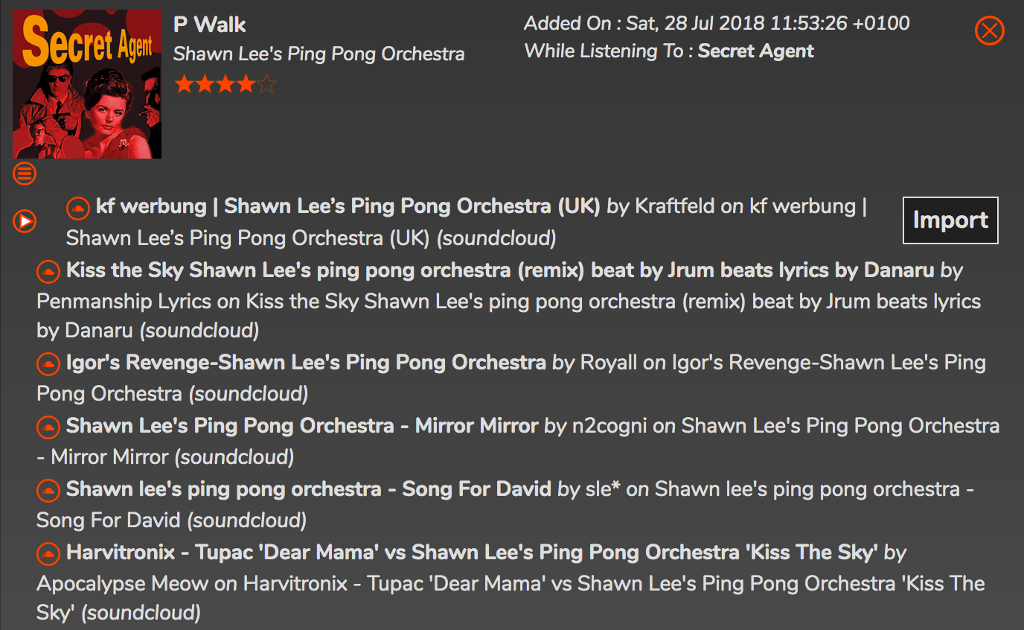 Secret Agent
P Walk
Shawn Lee's Ping Pong Orchestra
Added On : Sat, 28 Jul 2018 11:53:26 +0100
While Listening To : Secret Agent
kf werbung | Shawn Lee’s Ping Pong Orchestra (UK) by Kraftfeld on kf werbung |
Shawn Lee’s Ping Pong Orchestra (UK) (soundcloud)
Import
Kiss the Sky Shawn Lee's ping pong orchestra (remix) beat by Jrum beats lyrics by Danaru by
Penmanship Lyrics on Kiss the Sky Shawn Lee's ping pong orchestra (remix) beat by Jrum beats lyrics
by Danaru (soundcloud)
Igor's Revenge-Shawn Lee's Ping Pong Orchestra by Royall on Igor's Revenge-Shawn Lee's Ping
Pong Orchestra (soundcloud)
Shawn Lee's Ping Pong Orchestra - Mirror Mirror by n2cogni on Shawn Lee's Ping Pong Orchestra
- Mirror Mirror (soundcloud)
Shawn lee's ping pong orchestra - Song For David by sle* on Shawn lee's ping pong orchestra -
Song For David (soundcloud)
Harvitronix - Tupac 'Dear Mama' vs Shawn Lee's Ping Pong Orchestra 'Kiss The Sky' by
Apocalypse Meow on Harvitronix - Tupac 'Dear Mama' vs Shawn Lee's Ping Pong Orchestra 'Kiss The
Sky' (soundcloud)